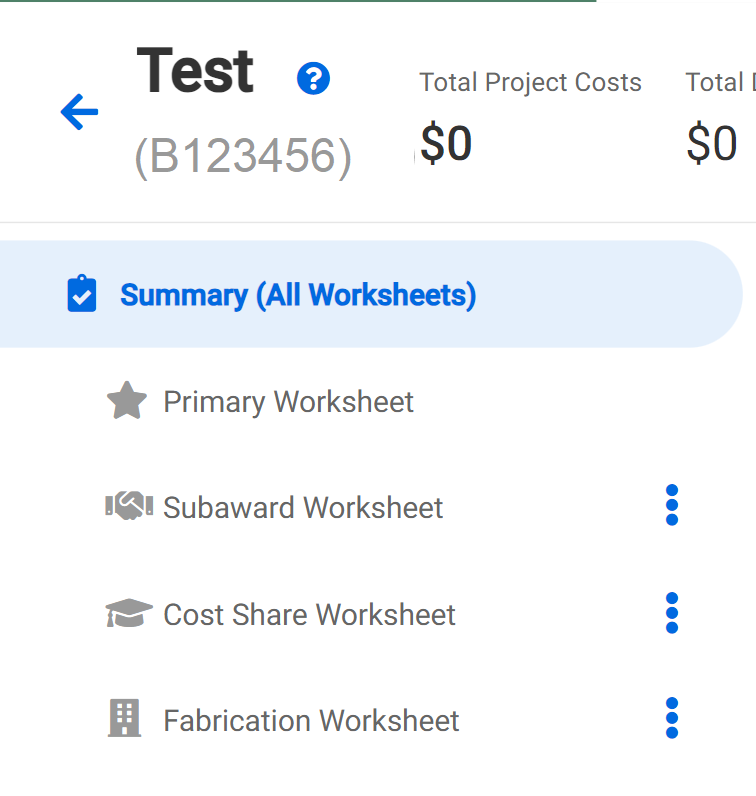 Test
(B123456)
Total Project Costs
$0
Total
$0
Summary (All Worksheets)
Primary Worksheet
Subaward Worksheet
Cost Share Worksheet
Fabrication Worksheet